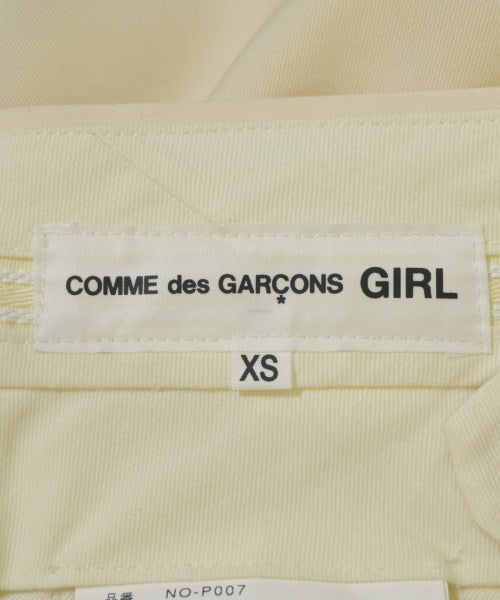 COMME des GARÇONS GIRL
XS
品番 NO-P007